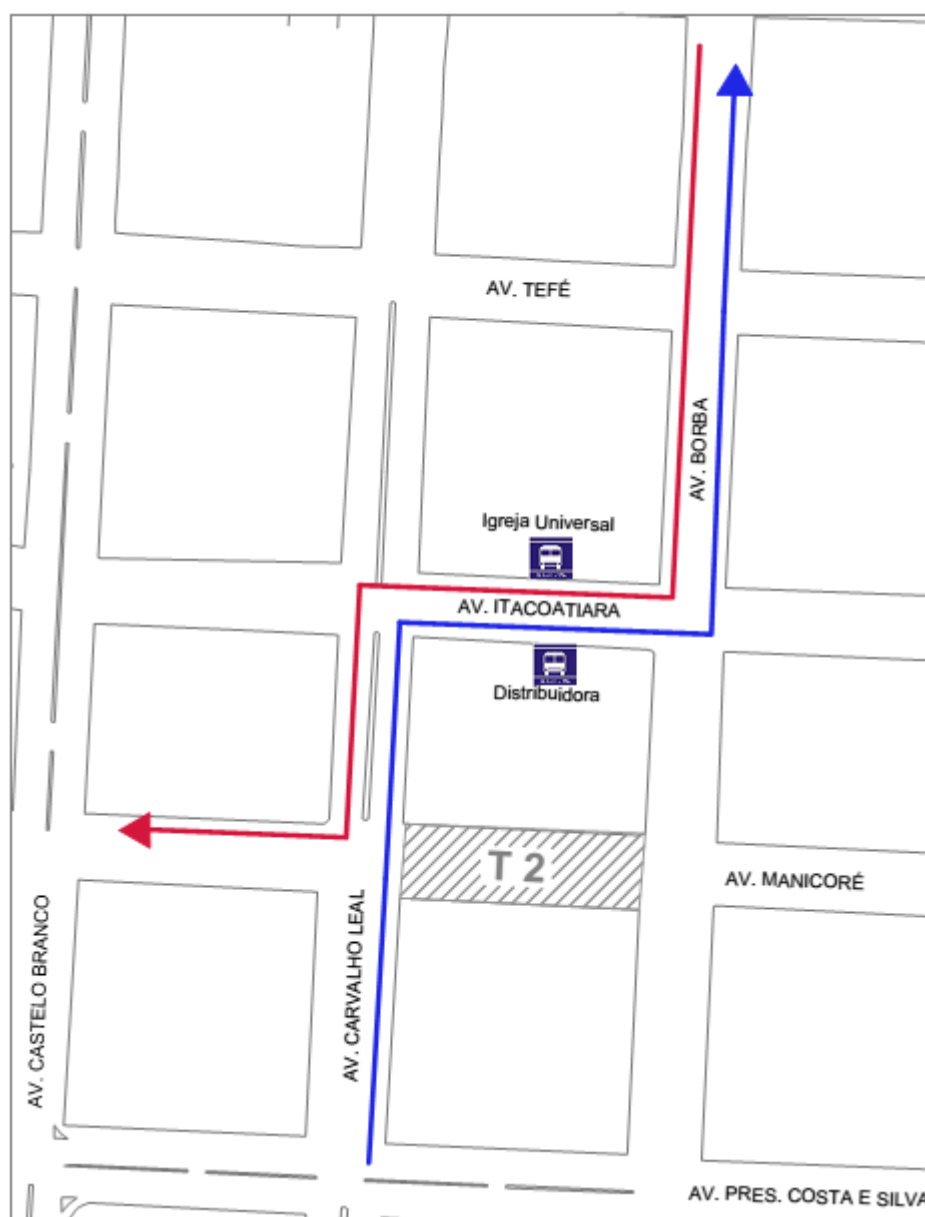 AV. TEFÉ
AV. BORBA
Igreja Universal
AV. ITACOATIARA
Distribuidora
T 2
AV. MANICORÉ
AV. CASTELO BRANCO
AV. CARVALHO LEAL
AV. PRES. COSTA E SILVA